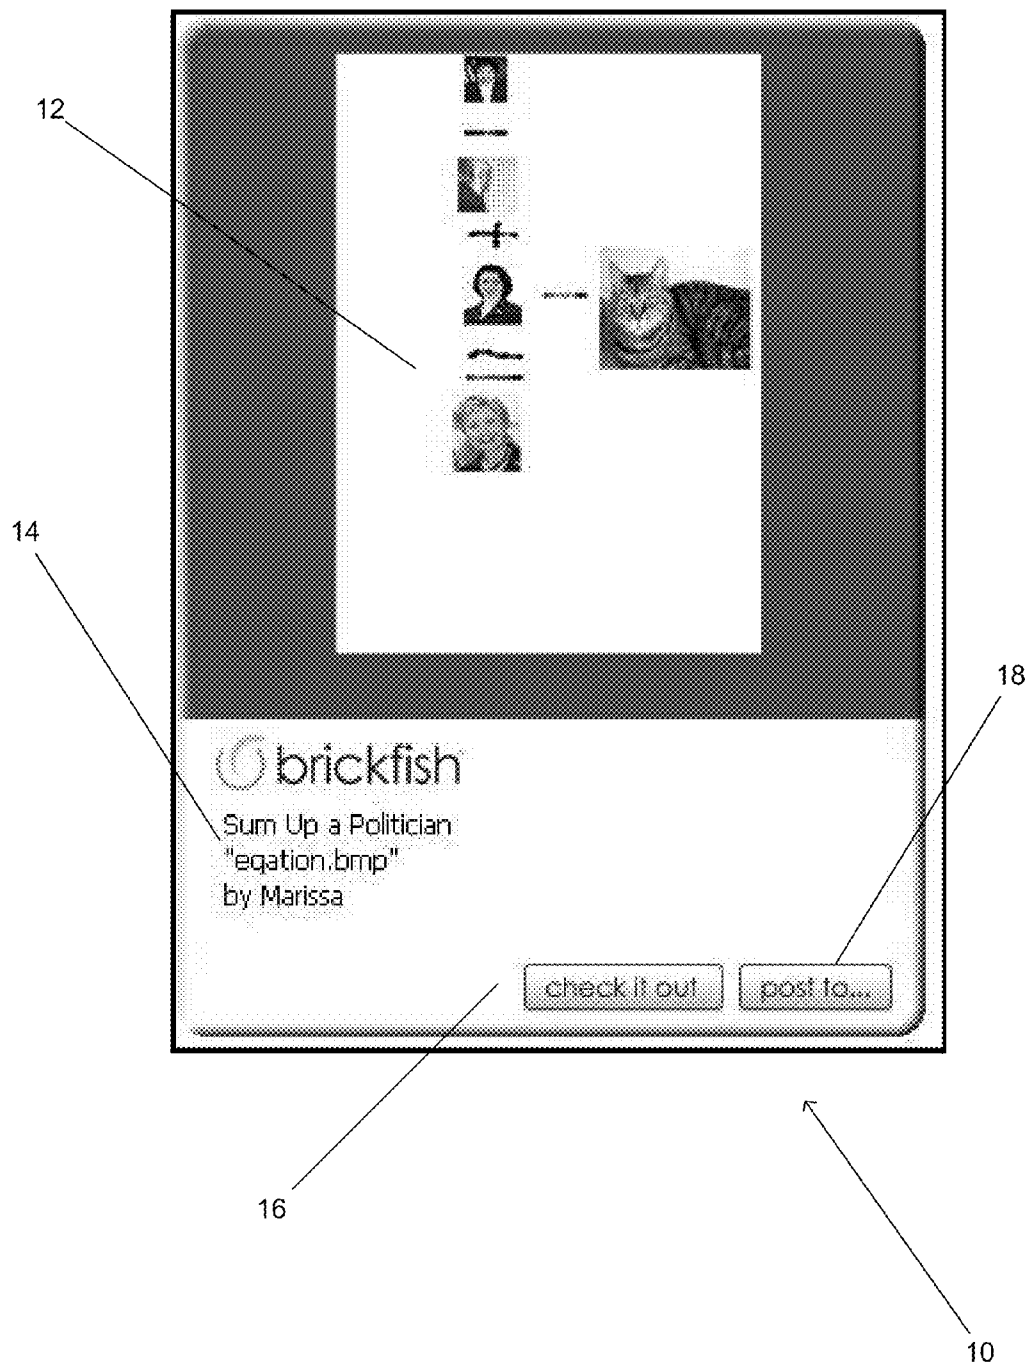 12
14
18
brickfish
Sum Up a Politician
"eqation.bmp"
by Marissa
check it out
post to...
16
10